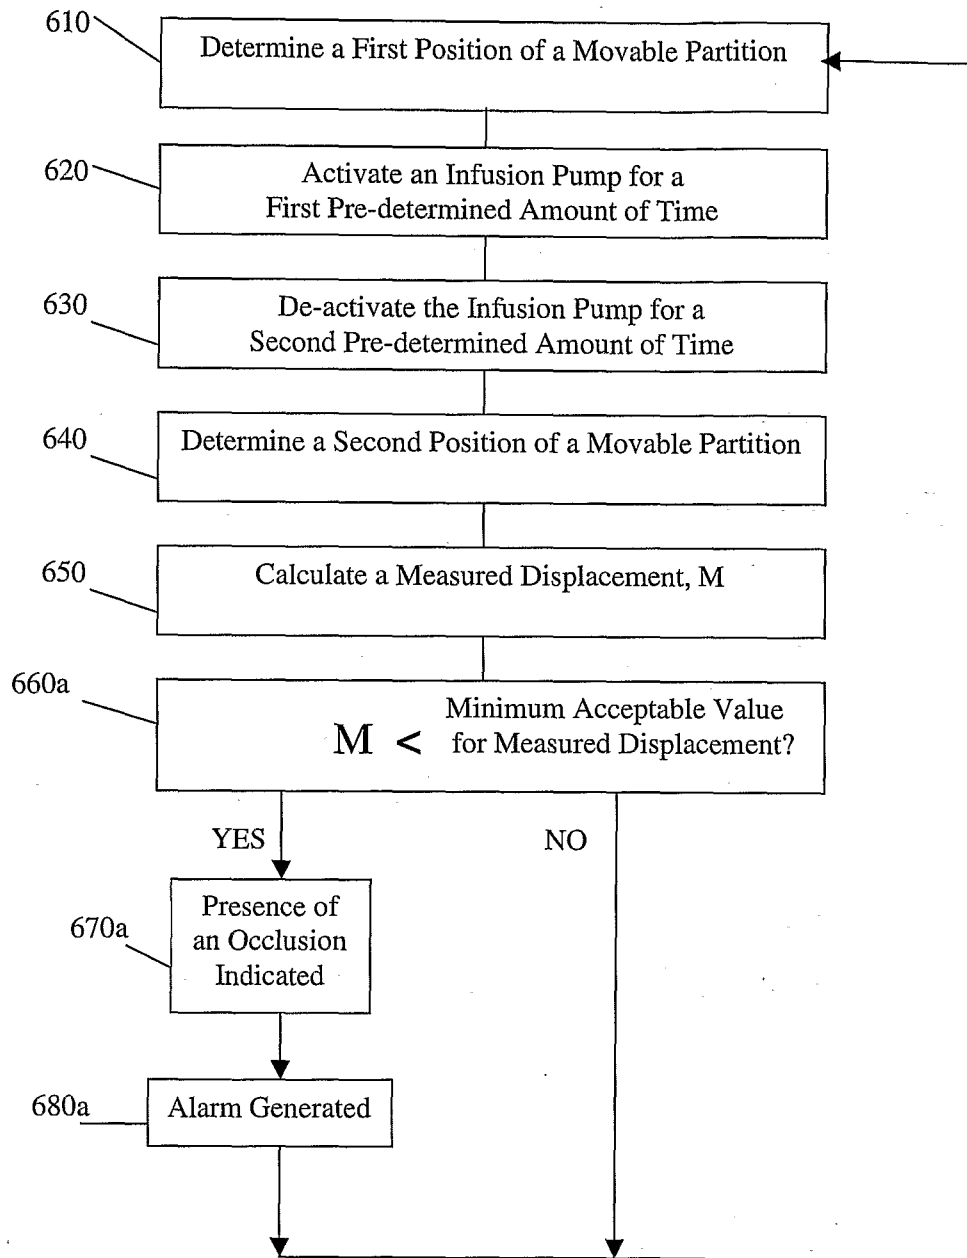 610
Determine a First Position of a Movable Partition
620
Activate an Infusion Pump for a
First Pre-determined Amount of Time
630
De-activate the Infusion Pump for a
Second Pre-determined Amount of Time
640
Determine a Second Position of a Movable Partition
650
Calculate a Measured Displacement, M
660a
M < Minimum Acceptable Value
for Measured Displacement?
YES
NO
670a
Presence of
an Occlusion
Indicated
680a
Alarm Generated